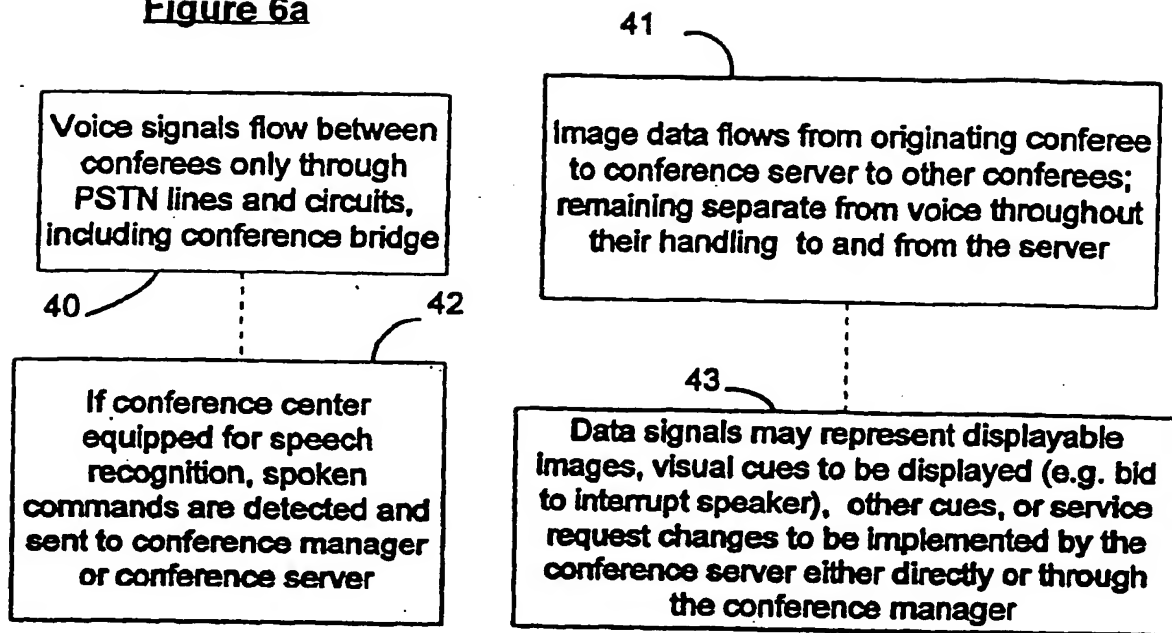 Figure 6a
41
Voice signals flow between
conferees only through
PSTN lines and circuits,
including conference bridge
Image data flows from originating conferee
to conference server to other conferees;
remaining separate from voice throughout
their handling to and from the server
40
42
If conference center
equipped for speech
recognition, spoken
commands are detected and
sent to conference manager
or conference server
43
Data signals may represent displayable
images, visual cues to be displayed (e.g. bid
to interrupt speaker), other cues, or service
request changes to be implemented by the
conference server either directly or through
the conference manager